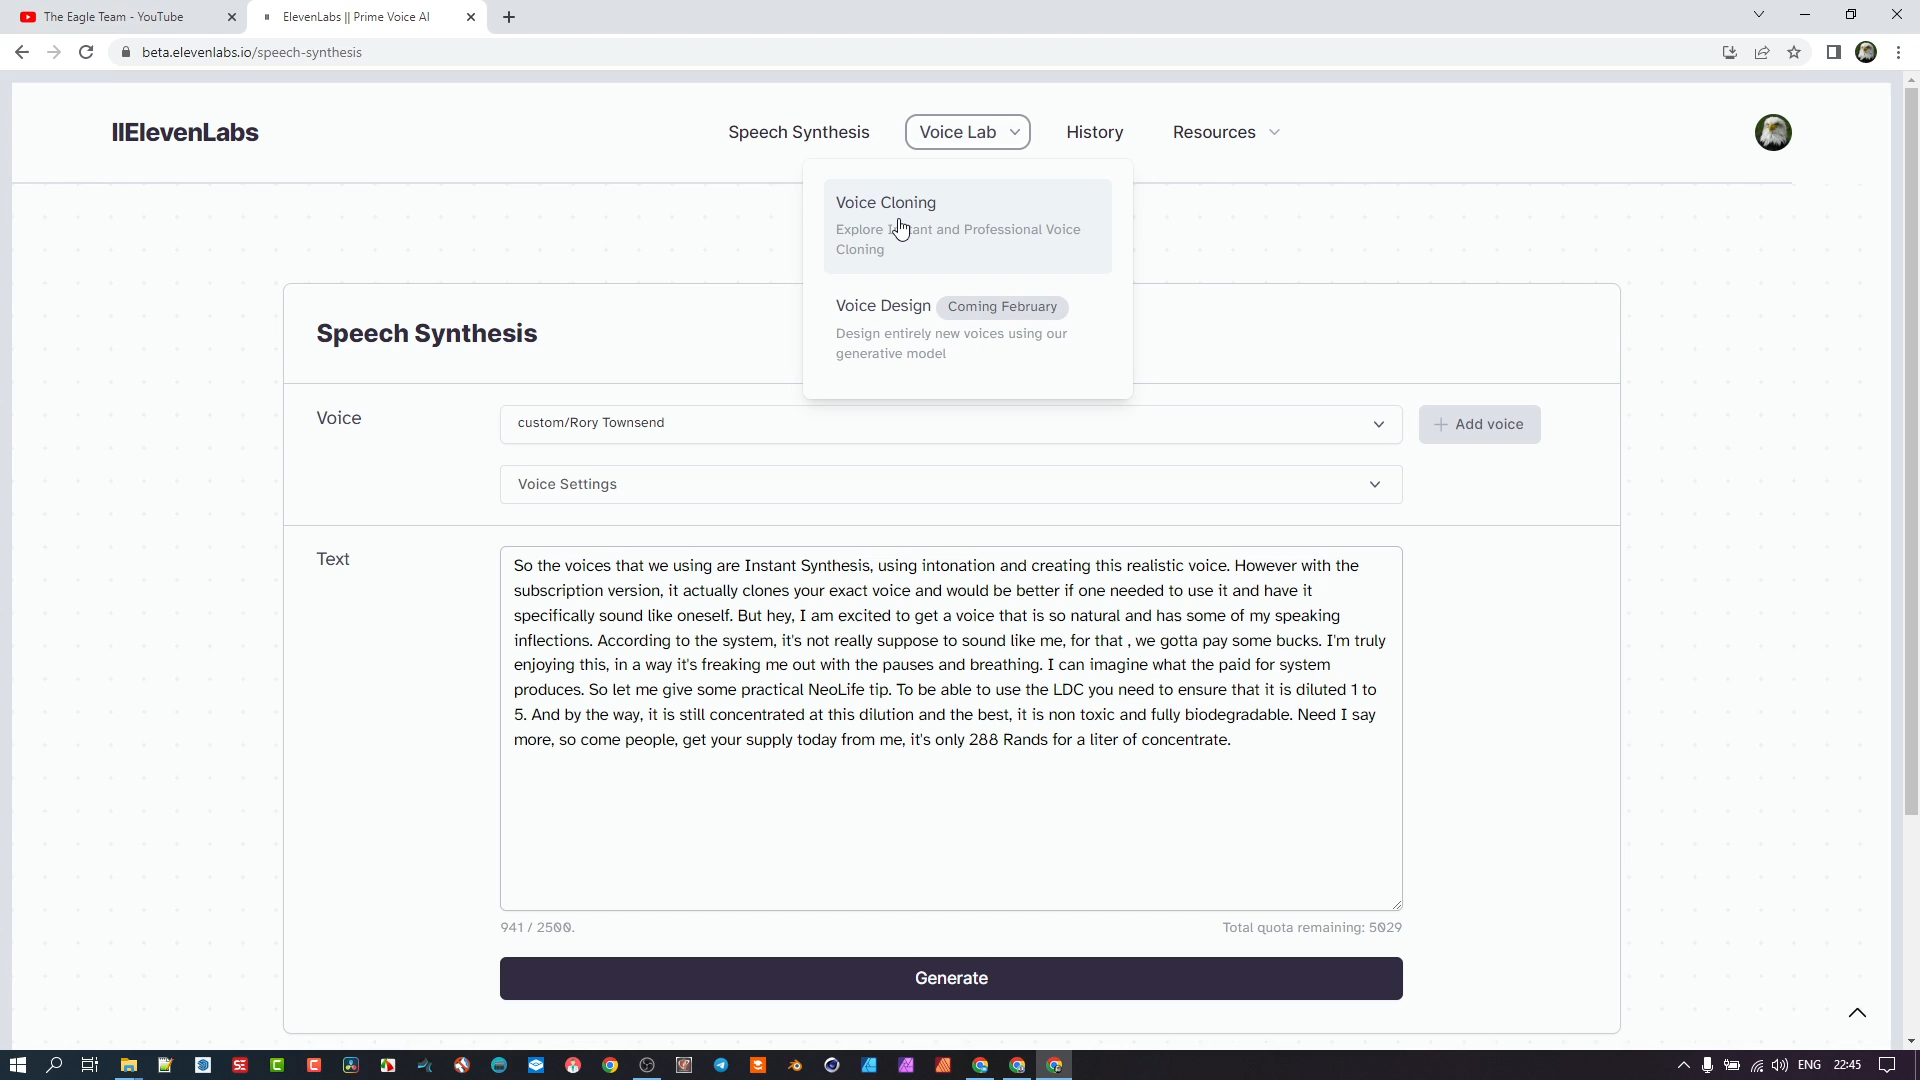 The Eagle Team - YouTube
ElevenLabs || Prime Voice AI
beta.elevenlabs.io/speech-synthesis
IIElevenLabs
Speech Synthesis
Voice Lab
History
Resources
Voice Cloning
Explore Instant and Professional Voice
Cloning
Voice Design Coming February
Design entirely new voices using our
generative model
Speech Synthesis
Voice
custom/Rory Townsend
Add voice
Voice Settings
Text
So the voices that we using are Instant Synthesis, using intonation and creating this realistic voice. However with the
subscription version, it actually clones your exact voice and would be better if one needed to use it and have it
specifically sound like oneself. But hey, I am excited to get a voice that is so natural and has some of my speaking
inflections. According to the system, it's not really suppose to sound like me, for that , we gotta pay some bucks. I'm truly
enjoying this, in a way it's freaking me out with the pauses and breathing. I can imagine what the paid for system
produces. So let me give some practical NeoLife tip. To be able to use the LDC you need to ensure that it is diluted 1 to
5. And by the way, it is still concentrated at this dilution and the best, it is non toxic and fully biodegradable. Need I say
more, so come people, get your supply today from me, it's only 288 Rands for a liter of concentrate.
941 / 2500.
Total quota remaining: 5029
Generate
ENG
22:45